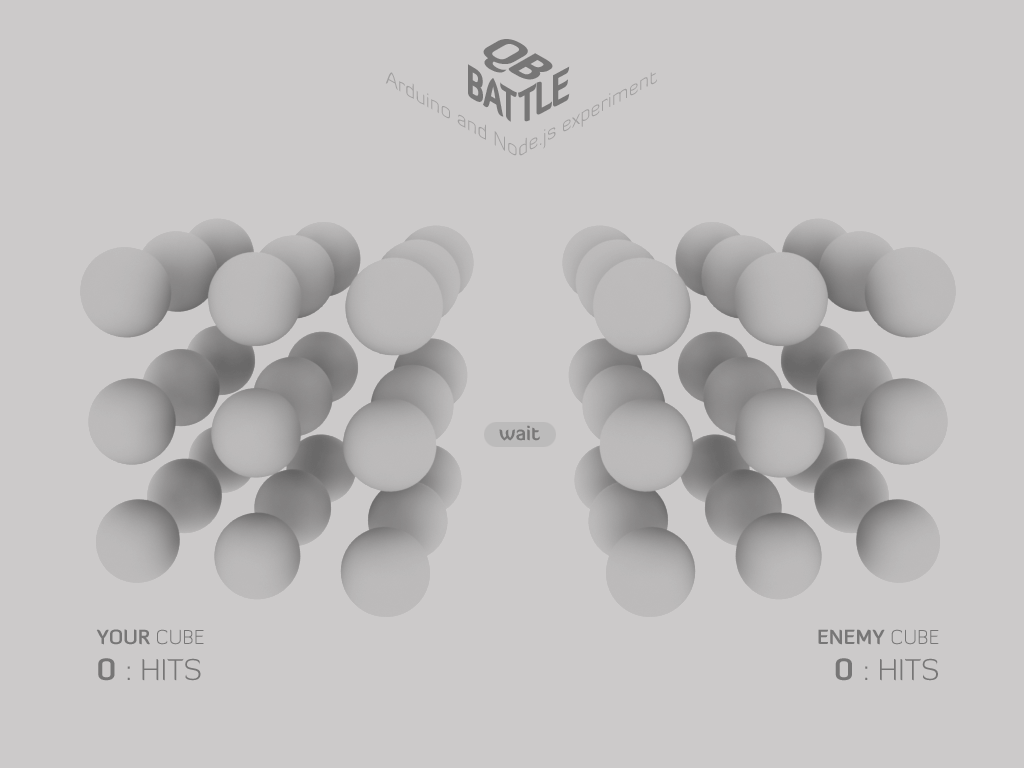 QB
BATTLE
Arduino and Node.js experiment
wait
YOUR CUBE
0 : HITS
ENEMY CUBE
0 : HITS